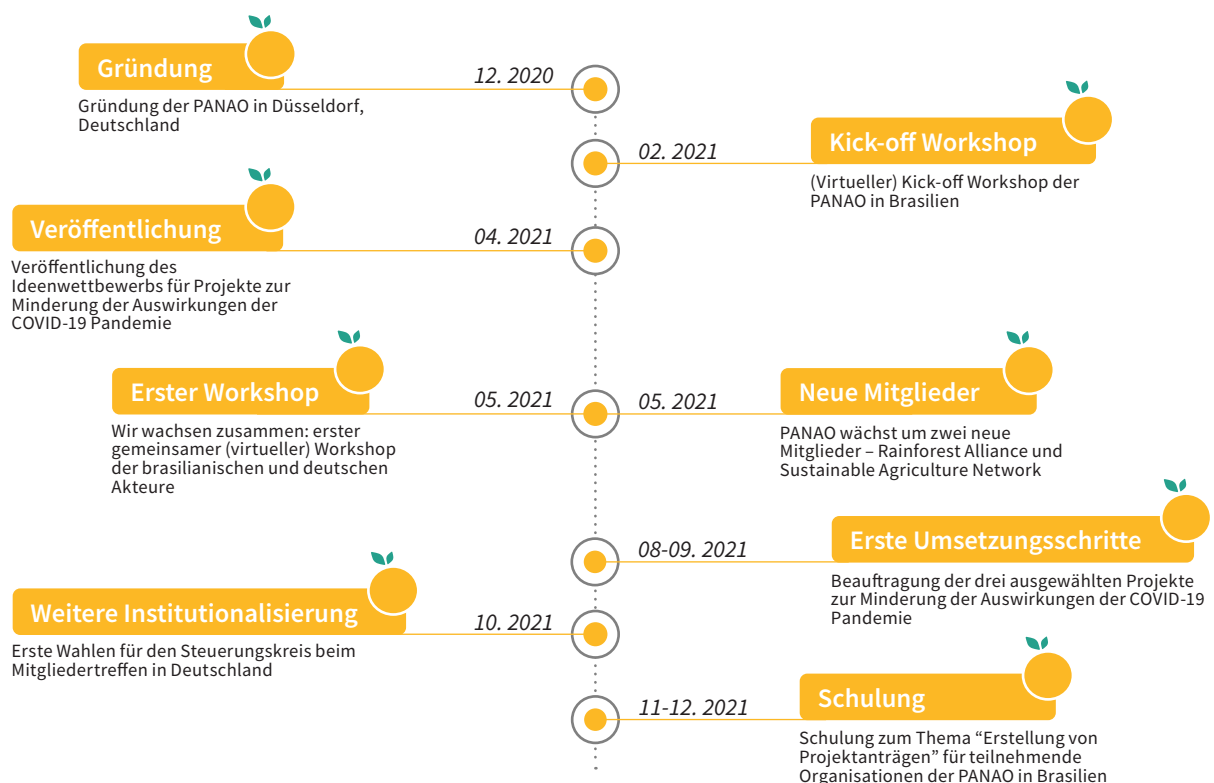 Gründung
12. 2020
Gründung der PANAO in Düsseldorf,
Deutschland
Kick-off Workshop
02. 2021
(Virtueller) Kick-off Workshop der
PANAO in Brasilien
Veröffentlichung
04. 2021
Veröffentlichung des
Ideenwettbewerbs für Projekte zur
Minderung der Auswirkungen der
COVID-19 Pandemie
Erster Workshop
05. 2021
Wir wachsen zusammen: erster
gemeinsamer (virtueller) Workshop
der brasilianischen und deutschen
Akteure
Neue Mitglieder
05. 2021
PANAO wächst um zwei neue
Mitglieder – Rainforest Alliance und
Sustainable Agriculture Network
Erste Umsetzungsschritte
08-09. 2021
Beauftragung der drei ausgewählten Projekte
zur Minderung der Auswirkungen der COVID-19
Pandemie
Weitere Institutionalisierung
10. 2021
Erste Wahlen für den Steuerungskreis beim
Mitgliedertreffen in Deutschland
Schulung
11-12. 2021
Schulung zum Thema “Erstellung von
Projektanträgen” für teilnehmende
Organisationen der PANAO in Brasilien